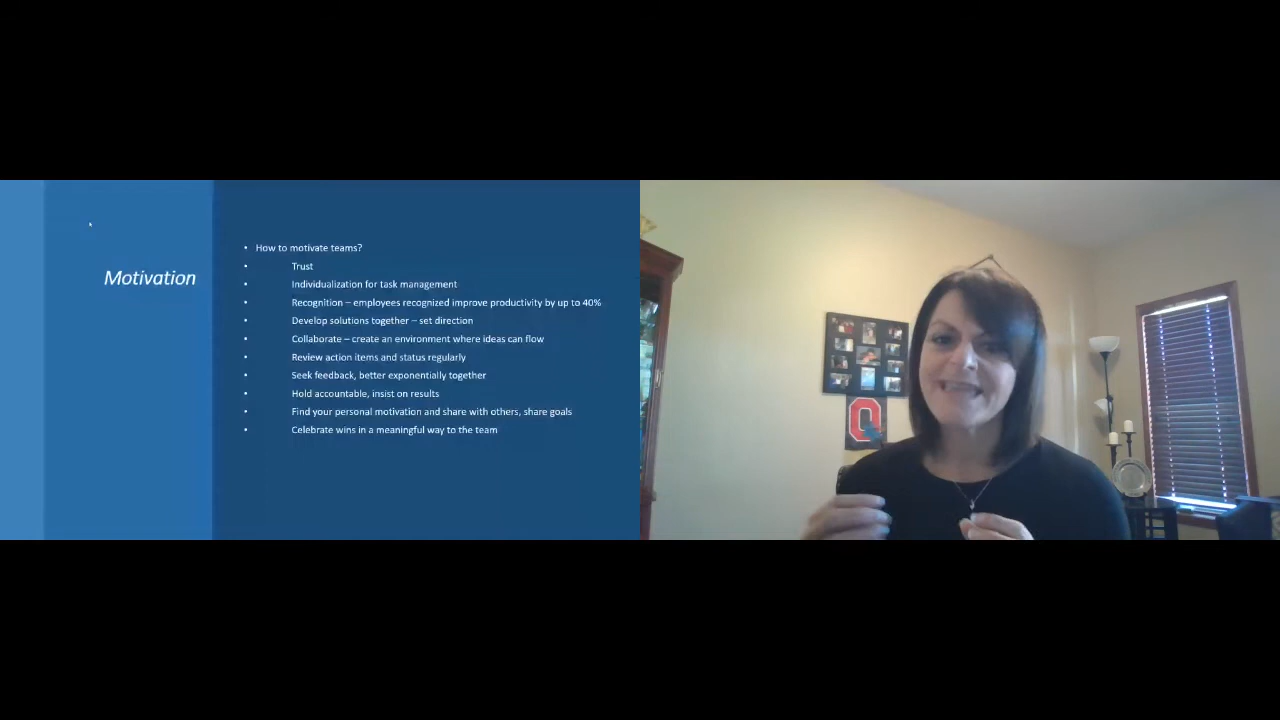 Motivation
• How to motivate teams?
• Trust
• Individualization for task management
• Recognition – employees recognized improve productivity by up to 40%
• Develop solutions together – set direction
• Collaborate – create an environment where ideas can flow
• Review action items and status regularly
• Seek feedback, better exponentially together
• Hold accountable, insist on results
• Find your personal motivation and share with others, share goals
• Celebrate wins in a meaningful way to the team
O